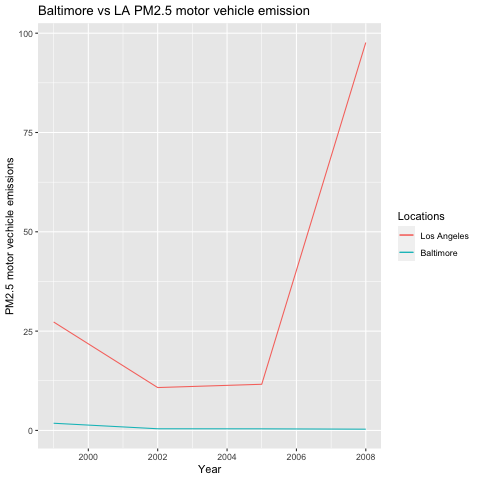 Baltimore vs LA PM2.5 motor vehicle emission
100
75
50
25
0
PM2.5 motor vechicle emissions
2000 2002 2004 2006 2008
Year
Locations
Los Angeles
Baltimore